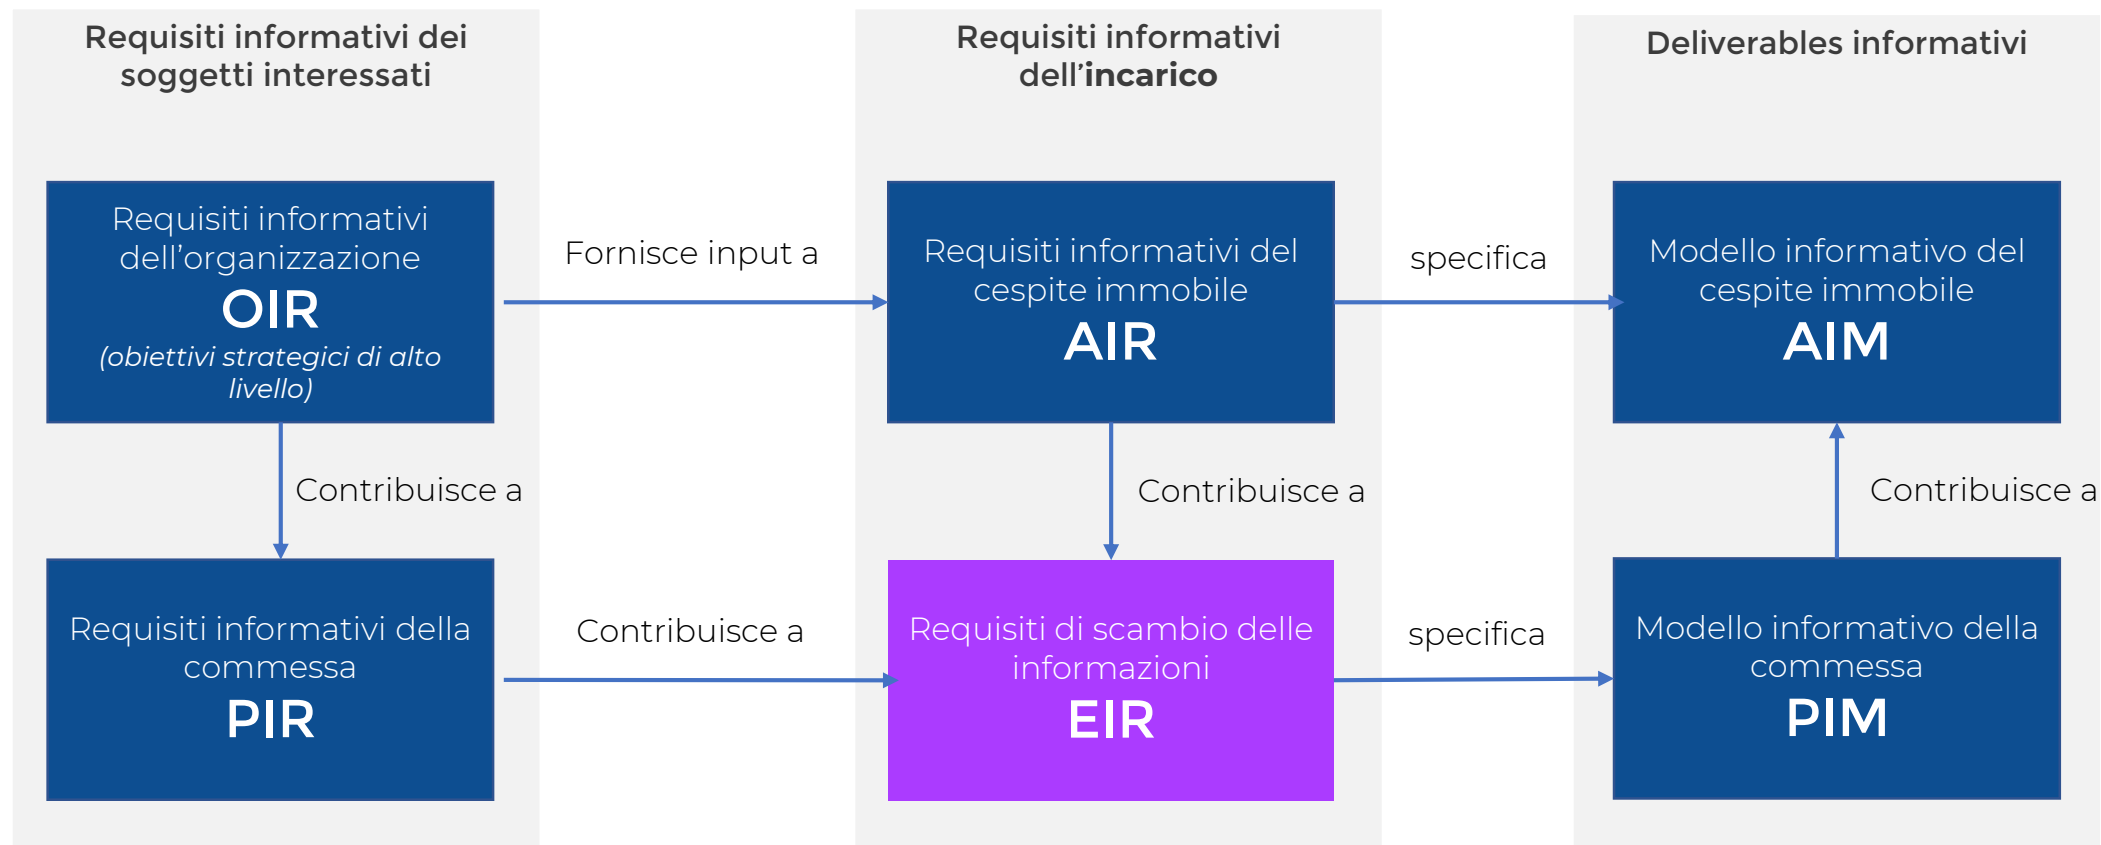 Requisiti informativi dei
soggetti interessati
Requisiti informativi
dell'incarico
Deliverables informativi
Requisiti informativi
dell'organizzazione
OIR
(obiettivi strategici di alto
livello)
Fornisce input a
Requisiti informativi del
cespite immobile
AIR
specifica
Modello informativo del
cespite immobile
AIM
Contribuisce a
Contribuisce a
Contribuisce a
Requisiti informativi della
commessa
PIR
Contribuisce a
Requisiti di scambio delle
informazioni
EIR
specifica
Modello informativo della
commessa
PIM